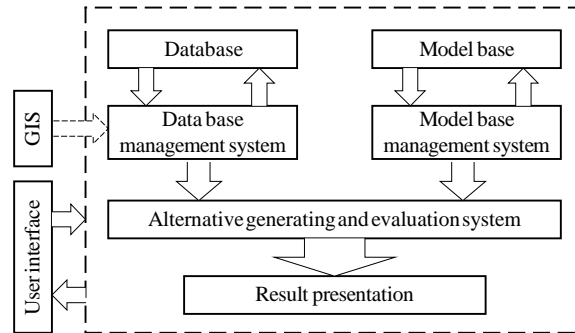 Database
Model base
GIS
Data base
management system
Model base
management system
User interface
Alternative generating and evaluation system
Result presentation